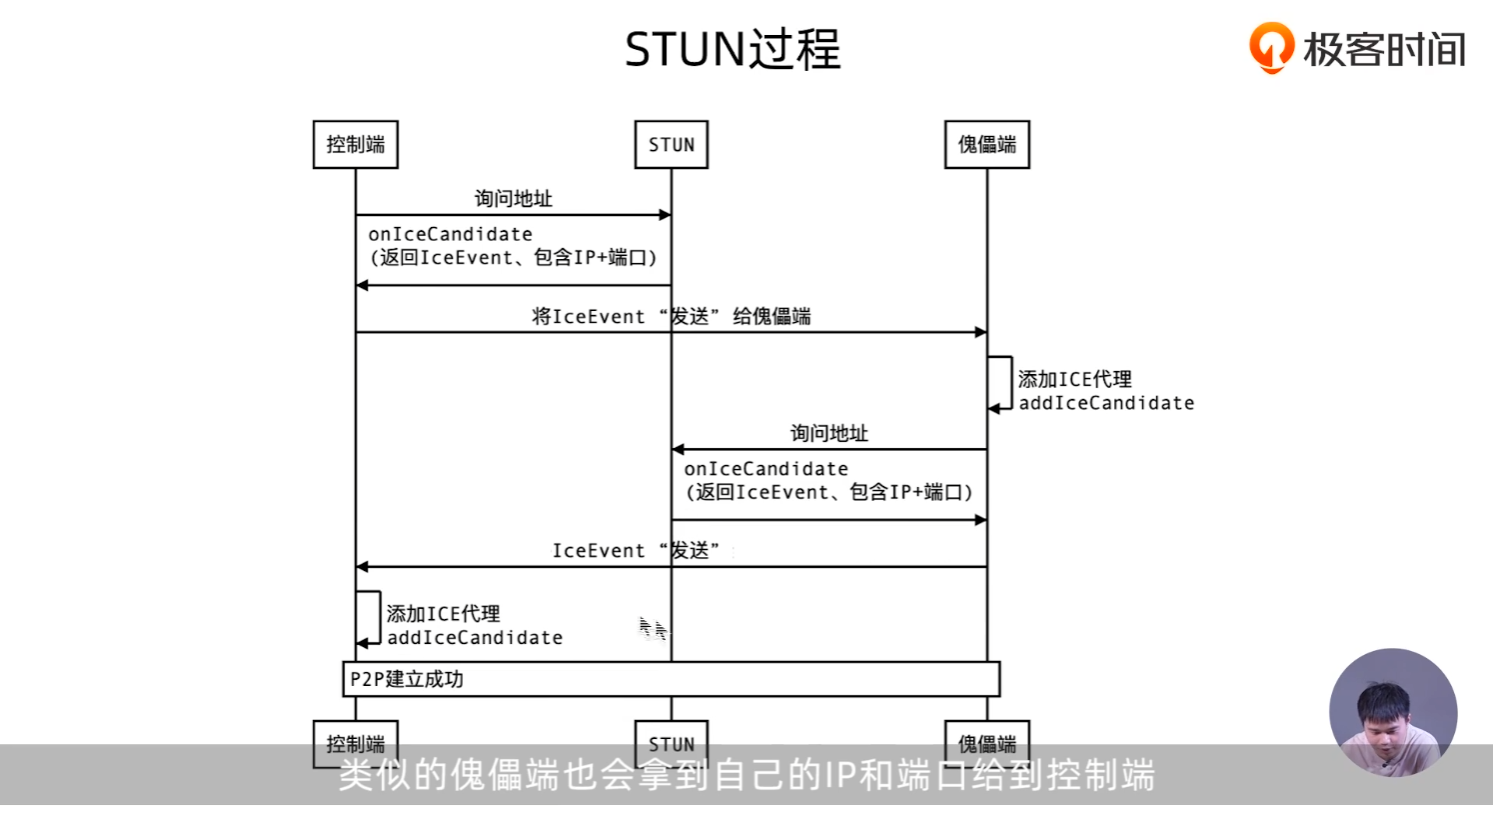 STUN过程
极客时间
控制端
STUN
傀儡端
询问地址
onIceCandidate
(返回IceEvent、包含IP+端口)
将IceEvent“发送” 给傀儡端
添加ICE代理
addIceCandidate
询问地址
onIceCandidate
(返回IceEvent、包含IP+端口)
IceEvent“发送”
添加ICE代理
addIceCandidate
P2P建立成功
控制端
STUN
傀儡端
类似的傀儡端也会拿到自己的IP和端口给到控制端